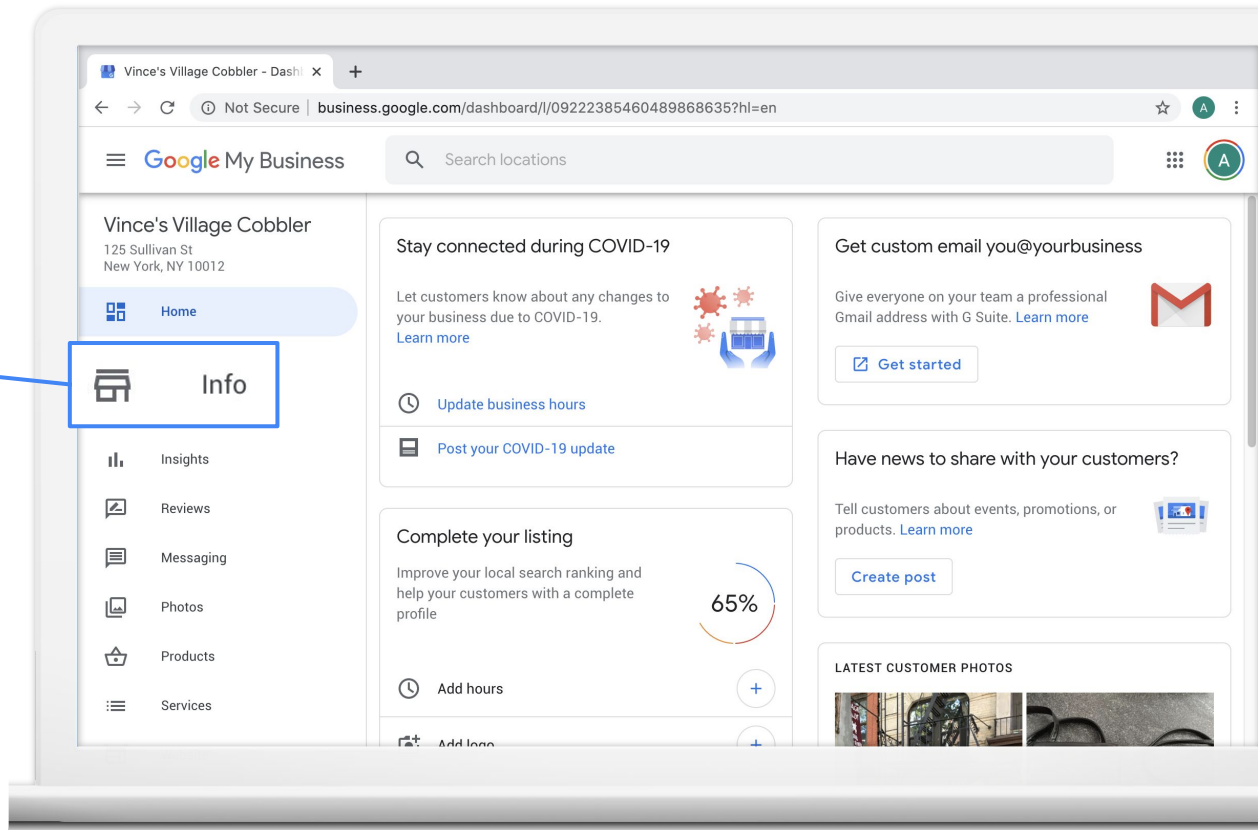 Vince's Village Cobbler - Dash
Not Secure | business.google.com/dashboard/l/09222385460489868635?hl=en
A
Google My Business
Search locations
A
Vince's Village Cobbler
125 Sullivan St
New York, NY 10012
Home
Info
Insights
Reviews
Messaging
Photos
Products
Services
Stay connected during COVID-19
Let customers know about any changes to
your business due to COVID-19.
Learn more
Update business hours
Post your COVID-19 update
Complete your listing
Improve your local search ranking and
help your customers with a complete
profile
65%
Add hours
Add logo
Get custom email you@yourbusiness
Give everyone on your team a professional
Gmail address with G Suite. Learn more
Get started
Have news to share with your customers?
Tell customers about events, promotions, or
products. Learn more
Create post
LATEST CUSTOMER PHOTOS